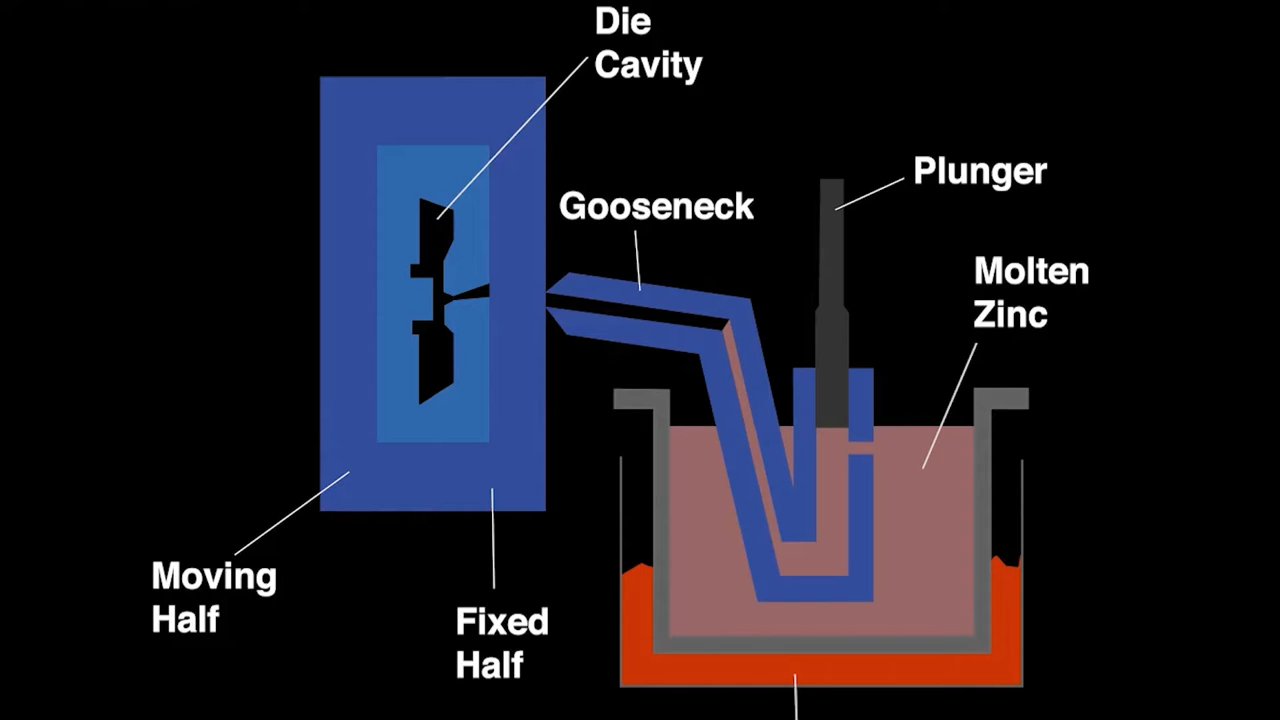 Die
Cavity
Plunger
Gooseneck
Molten
Zinc
Moving
Half
Fixed
Half